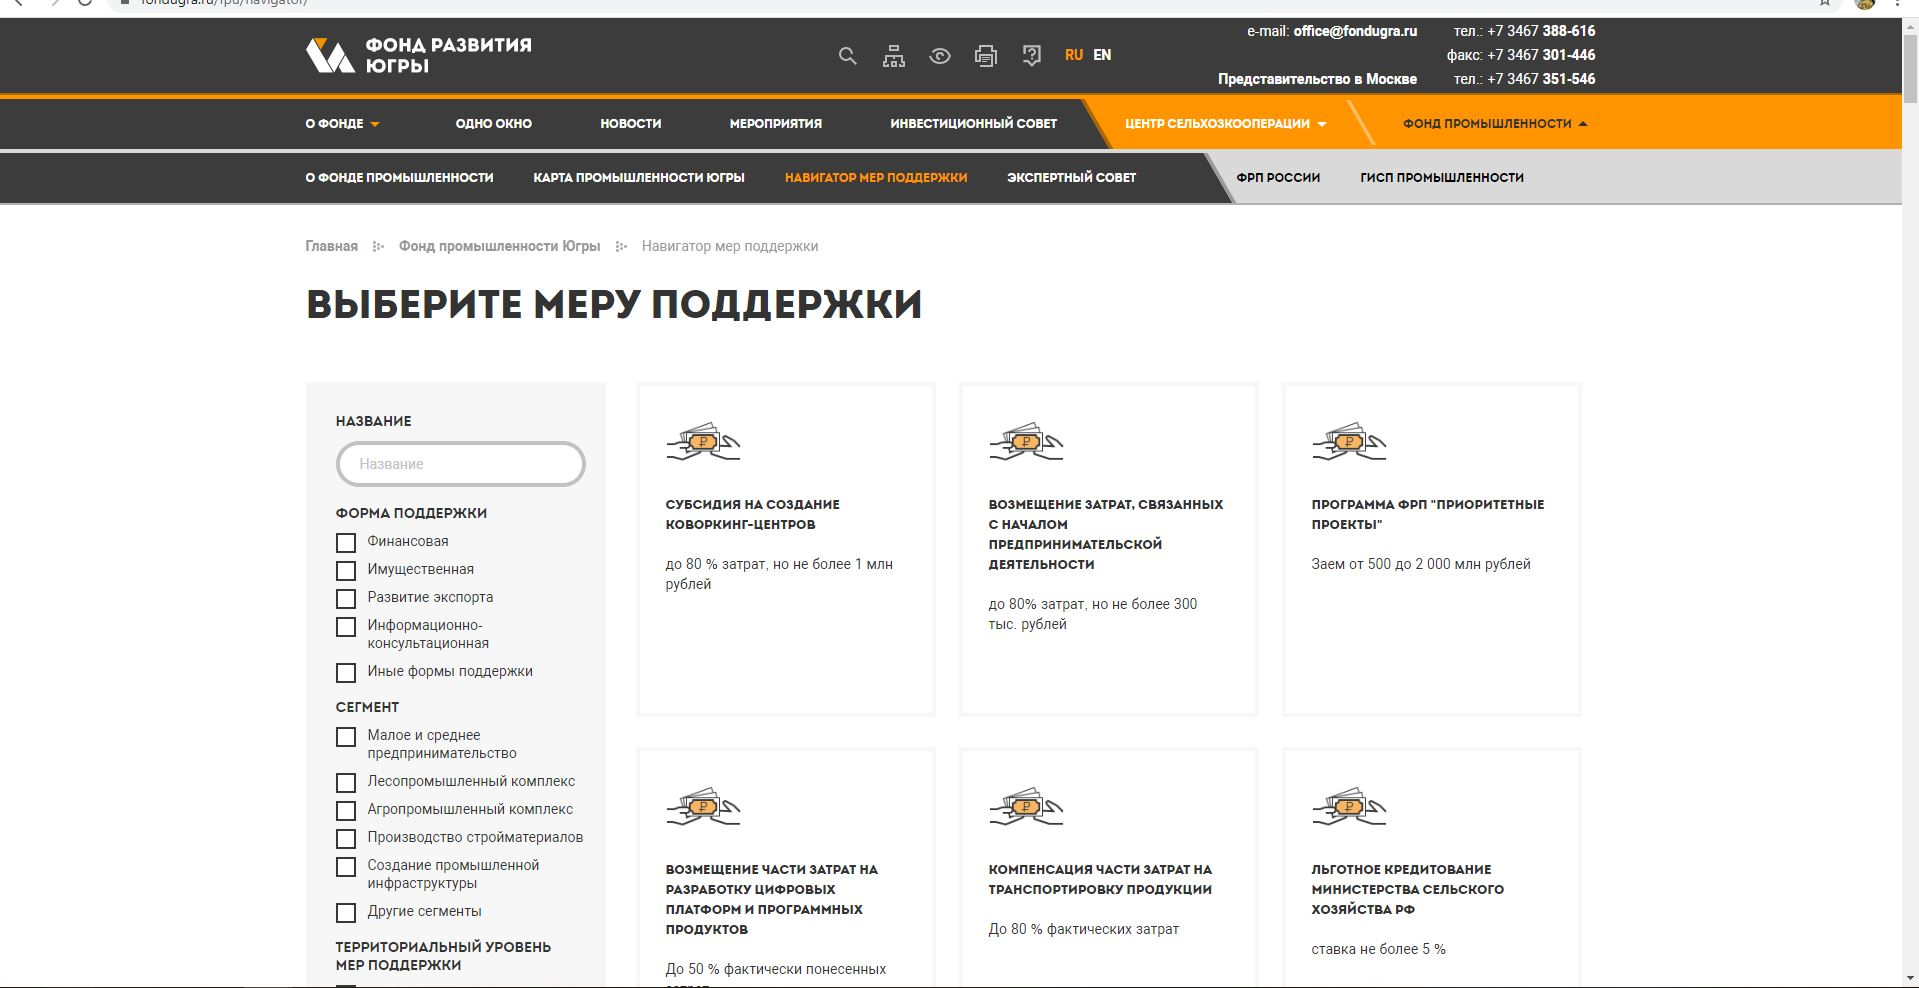 fondugra.ru/fpu/navigator/
ФОНД РАЗВИТИЯ
ЮГРЫ
RU EN
e-mail: office@fondugra.ru
тел.: +7 3467 388-616
факс: +7 3467 301-446
Представительство в Москве
тел.: +7 3467 351-546
О ФОНДЕ
ОДНО ОКНО
НОВОСТИ
МЕРОПРИЯТИЯ
ИНВЕСТИЦИОННЫЙ СОВЕТ
ЦЕНТР СЕЛЬХОЗКООПЕРАЦИИ
ФОНД ПРОМЫШЛЕННОСТИ
О ФОНДЕ ПРОМЫШЛЕННОСТИ
КАРТА ПРОМЫШЛЕННОСТИ ЮГРЫ
НАВИГАТОР МЕР ПОДДЕРЖКИ
ЭКСПЕРТНЫЙ СОВЕТ
ФРП РОССИИ
ГИСП ПРОМЫШЛЕННОСТИ
Главная
Фонд промышленности Югры
Навигатор мер поддержки
ВЫБЕРИТЕ МЕРУ ПОДДЕРЖКИ
НАЗВАНИЕ
Название
ФОРМА ПОДДЕРЖКИ
Финансовая
Имущественная
Развитие экспорта
Информационно-
консультационная
Иные формы поддержки
СЕГМЕНТ
Малое и среднее
предпринимательство
Лесопромышленный комплекс
Агропромышленный комплекс
Производство стройматериалов
Создание промышленной
инфраструктуры
Другие сегменты
ТЕРРИТОРИАЛЬНЫЙ УРОВЕНЬ
МЕР ПОДДЕРЖКИ
СУБСИДИЯ НА СОЗДАНИЕ
КОВОРКИНГ-ЦЕНТРОВ
до 80 % затрат, но не более 1 млн
рублей
ВОЗМЕЩЕНИЕ ЗАТРАТ, СВЯЗАННЫХ
С НАЧАЛОМ
ПРЕДПРИНИМАТЕЛЬСКОЙ
ДЕЯТЕЛЬНОСТИ
до 80% затрат, но не более 300
тыс. рублей
ПРОГРАММА ФРП "ПРИОРИТЕТНЫЕ
ПРОЕКТЫ"
Заем от 500 до 2 000 млн рублей
ВОЗМЕЩЕНИЕ ЧАСТИ ЗАТРАТ НА
РАЗРАБОТКУ ЦИФРОВЫХ
ПЛАТФОРМ И ПРОГРАММНЫХ
ПРОДУКТОВ
До 50 % фактически понесенных
КОМПЕНСАЦИЯ ЧАСТИ ЗАТРАТ НА
ТРАНСПОРТИРОВКУ ПРОДУКЦИИ
До 80 % фактических затрат
ЛЬГОТНОЕ КРЕДИТОВАНИЕ
МИНИСТЕРСТВА СЕЛЬСКОГО
ХОЗЯЙСТВА РФ
ставка не более 5 %